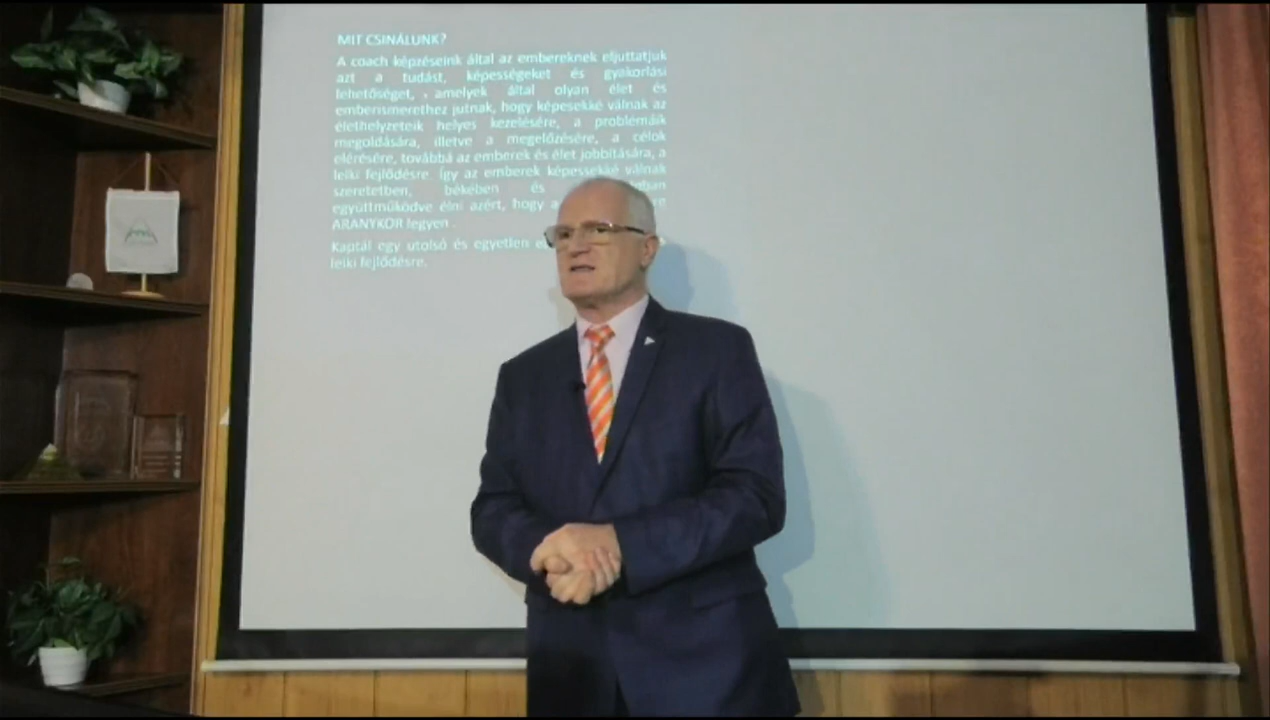 MIT CSINÁLUNK?
A coach képzéseink által az embereknek eljuttatjuk
azt a tudást, képességeket és gyakorlási
lehetőséget, amelyek által olyan élet és
emberismerethez jutnak, hogy képesekké válnak az
élethelyzeteik helyes kezelésére, a problémáik
megoldására, illetve a megelőzésére, a célok
elérésére, továbbá az emberek és élet jobbítására, a
lelki fejlődésre. Így az emberek képessekké válnak
szeretetben, békében és
együttműködve élni azért, hogy
ARANYKOR legyen.
Kaptál egy utolsó és egyetlen
lelki fejlődésre.